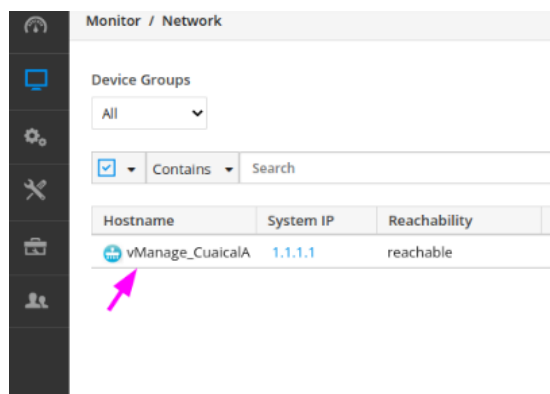 Monitor / Network
Device Groups
All
Contains Search
Hostname System IP Reachability
vManage_CuaicalA 1.1.1.1 reachable